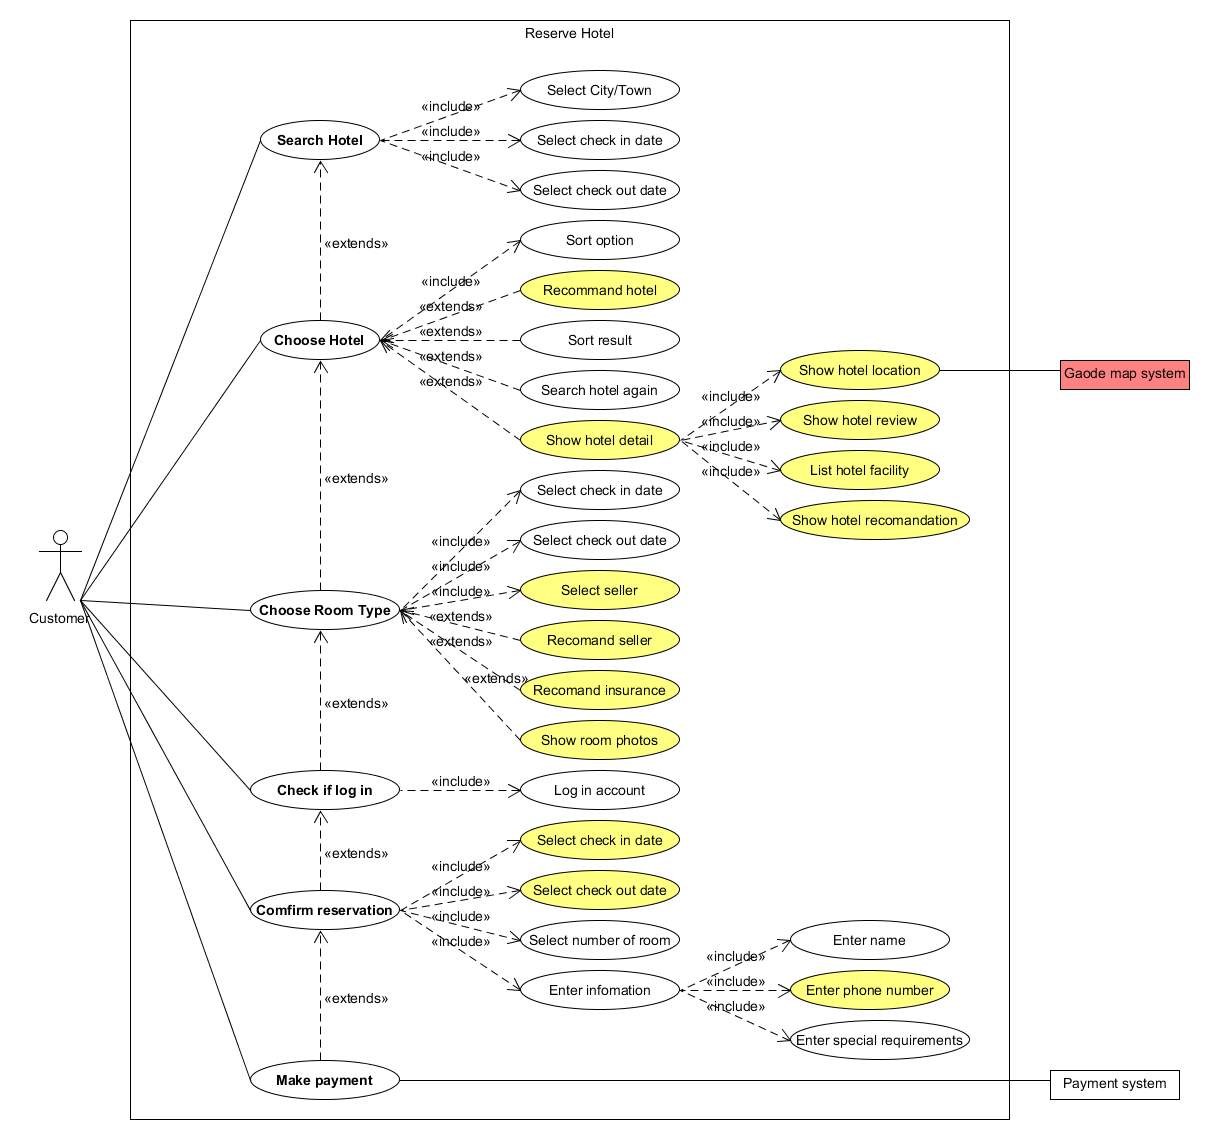 Reserve Hotel
Select City/Town
«include»
Search Hotel
«include»
Select check in date
«include»
Select check out date
«extends»
Sort option
«include»
Recommand hotel
«extends»
Choose Hotel
«extends»
Sort result
«extends»
Search hotel again
«extends»
Show hotel detail
Show hotel location
Gaode map system
«include»
Show hotel review
«include»
«include»
List hotel facility
«include»
Show hotel recomandation
«extends»
Select check in date
«include»
Select check out date
«include»
«include»
Select seller
Choose Room Type
«extends»
Recomand seller
«extends»
«extends»
Recomand insurance
Show room photos
Customer
«extends»
Check if log in
«include»
Log in account
«extends»
Select check in date
«include»
«include»
Select check out date
Comfirm reservation
«include»
Select number of room
«include»
Enter infomation
Enter name
«include»
«include»
Enter phone number
«include»
Enter special requirements
«extends»
Make payment
Payment system